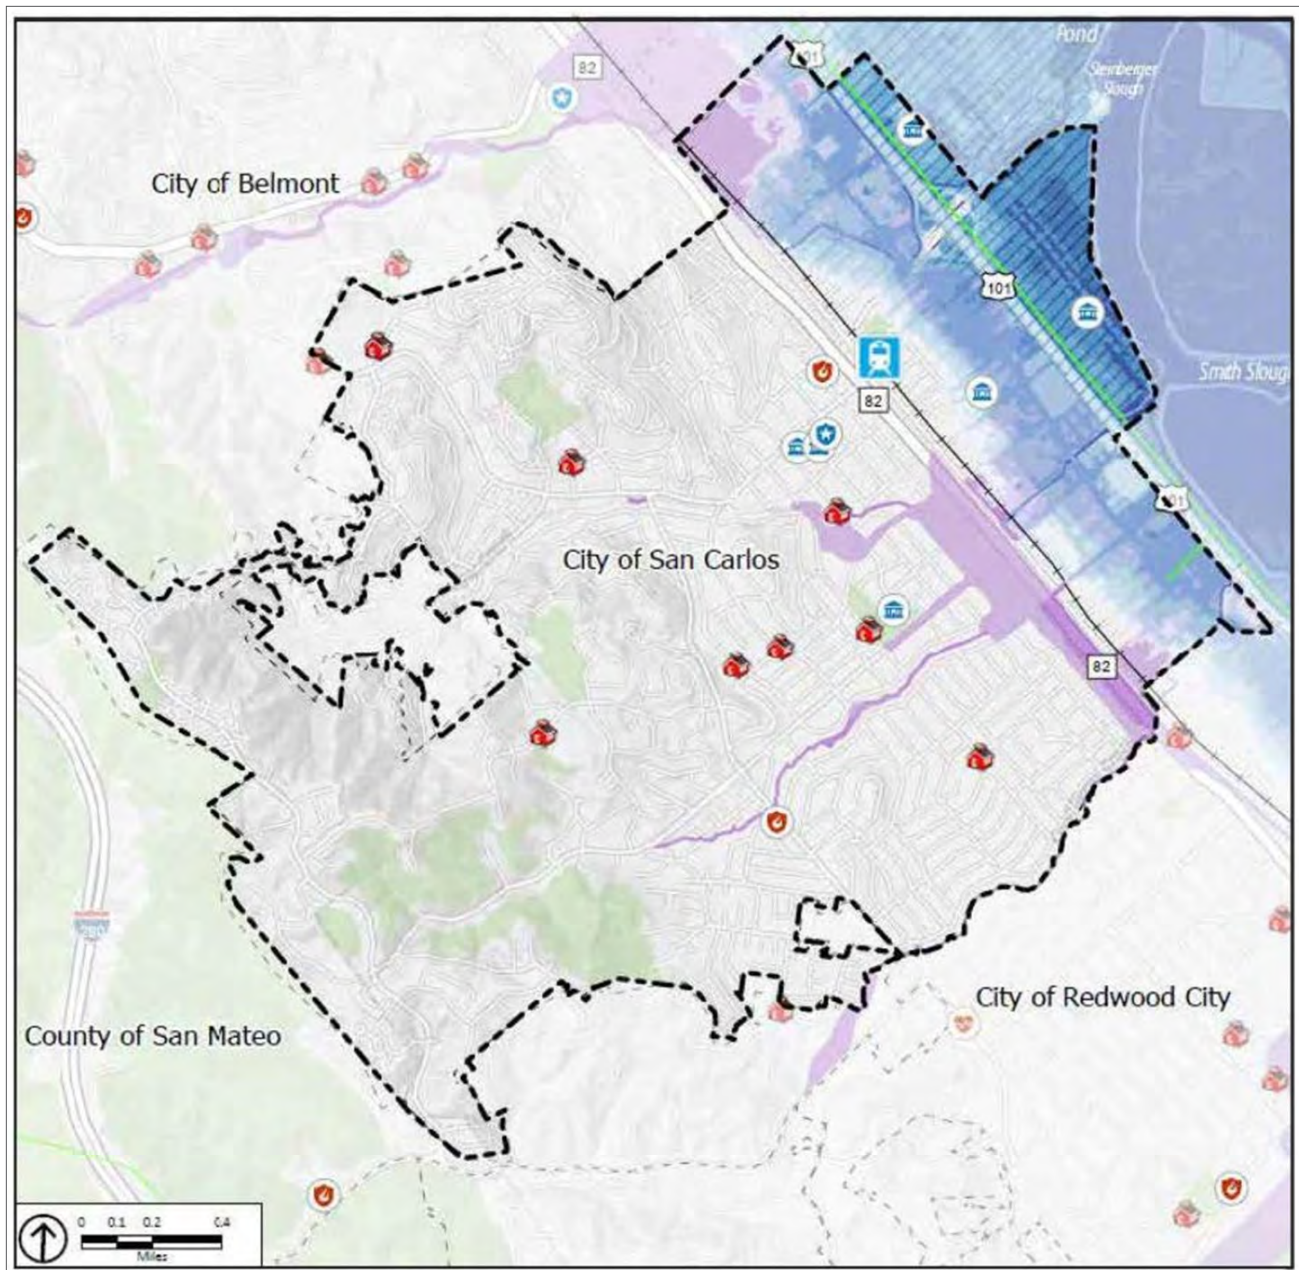 Pond
101
82
Steinberger
Slough
City of Belmont
101
Smith Slough
82
101
City of San Carlos
82
280
City of Redwood City
County of San Mateo
0 0.1 0.2 0.4
Miles